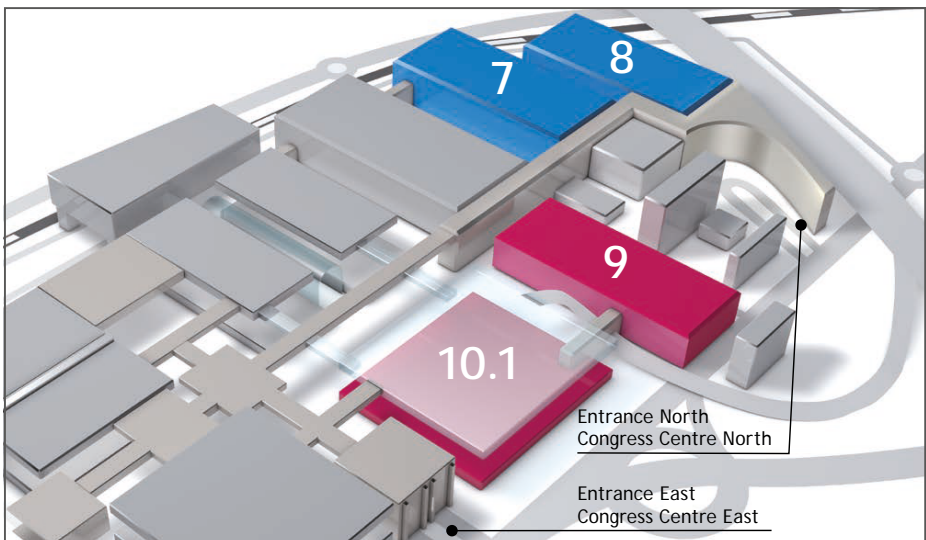 8
7
9
10.1
Entrance North
Congress Centre North
Entrance East
Congress Centre East